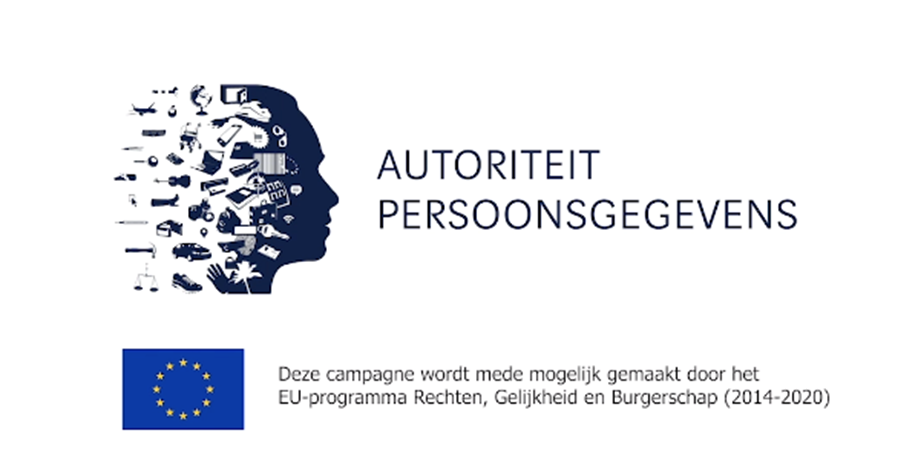 AUTORITEIT
PERSOONSGEGEVENS
Deze campagne wordt mede mogelijk gemaakt door het
EU-programma Rechten, Gelijkheid en Burgerschap (2014-2020)